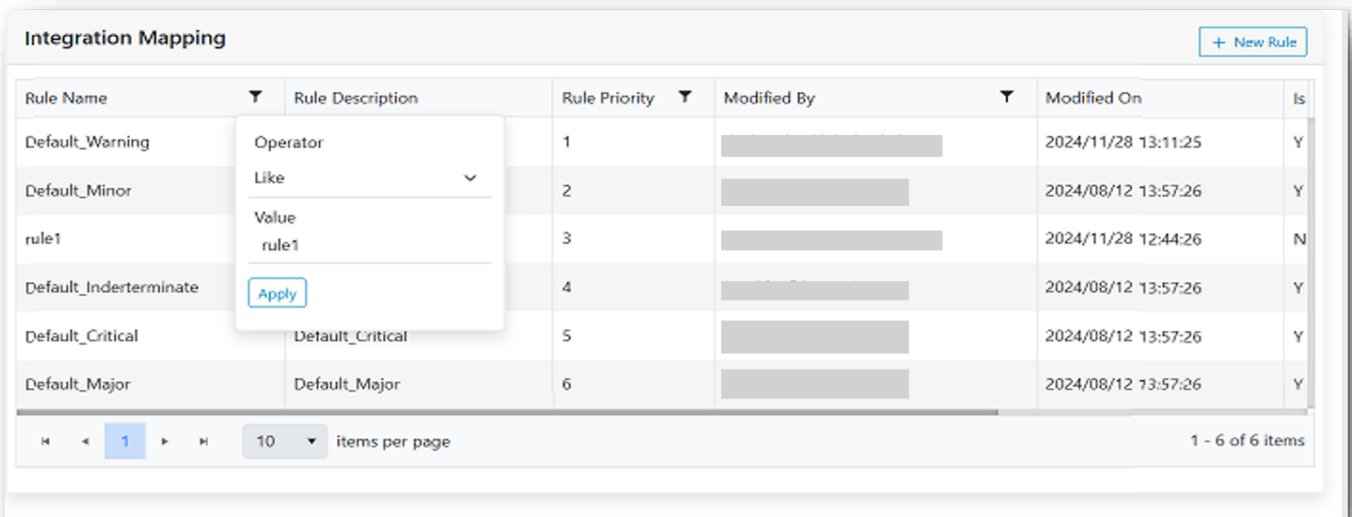 Integration Mapping
+ New Rule
Rule Name Rule Description Rule Priority Modified By Modified On Is
Default_Warning 1 2024/11/28 13:11:25 Y
Default_Minor 2 2024/08/12 13:57:26 Y
rule1 3 2024/11/28 12:44:26 N
Default_Inderterminate 4 2024/08/12 13:57:26 Y
Default_Critical Default_Critical 5 2024/08/12 13:57:26 Y
Default_Major Default_Major 6 2024/08/12 13:57:26 Y
Operator
Like
Value
rule1
Apply
1 10 items per page 1 - 6 of 6 items